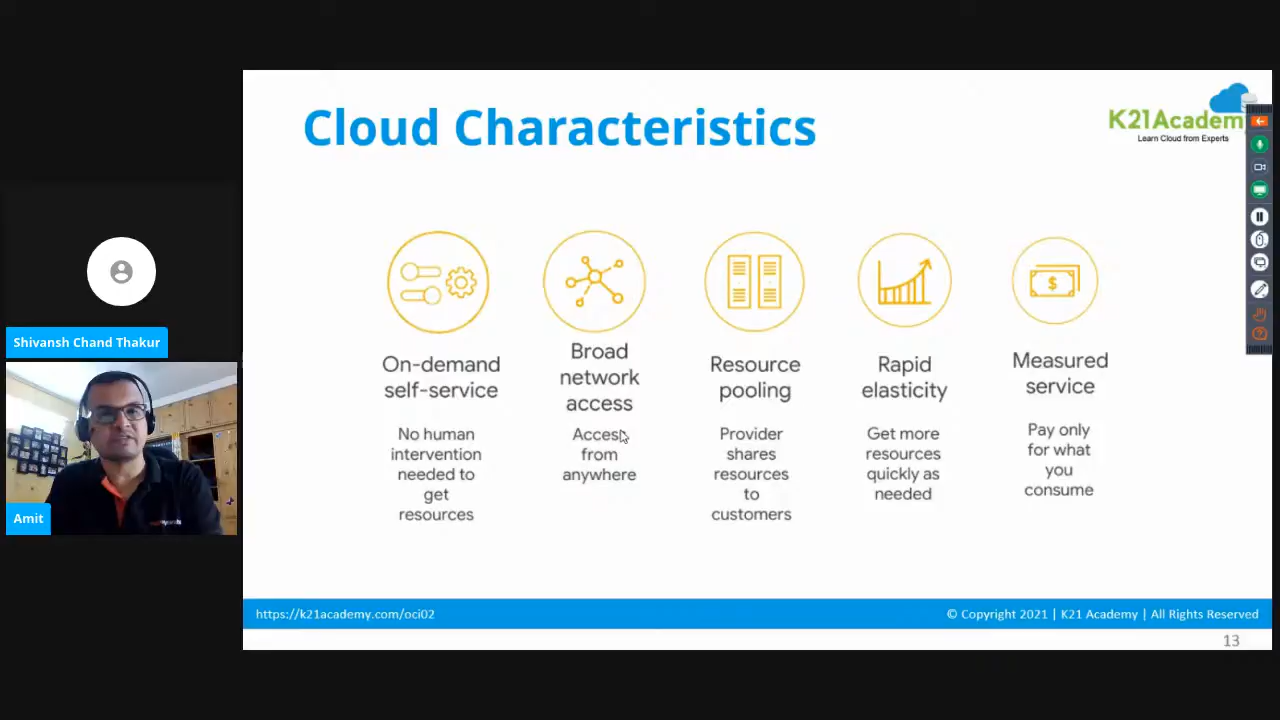 Cloud Characteristics
K21Academ
Learn Cloud from Experts
$
On-demand
self-service
No human
intervention
needed to
get
resources
Broad
network
access
Access
from
anywhere
Resource
pooling
Provider
shares
resources
to
customers
Rapid
elasticity
Get more
resources
quickly as
needed
Measured
service
Pay only
for what
you
consume
Shivansh Chand Thakur
Amit
https://k21academy.com/oci02
© Copyright 2021 | K21 Academy | All Rights Reserved
13